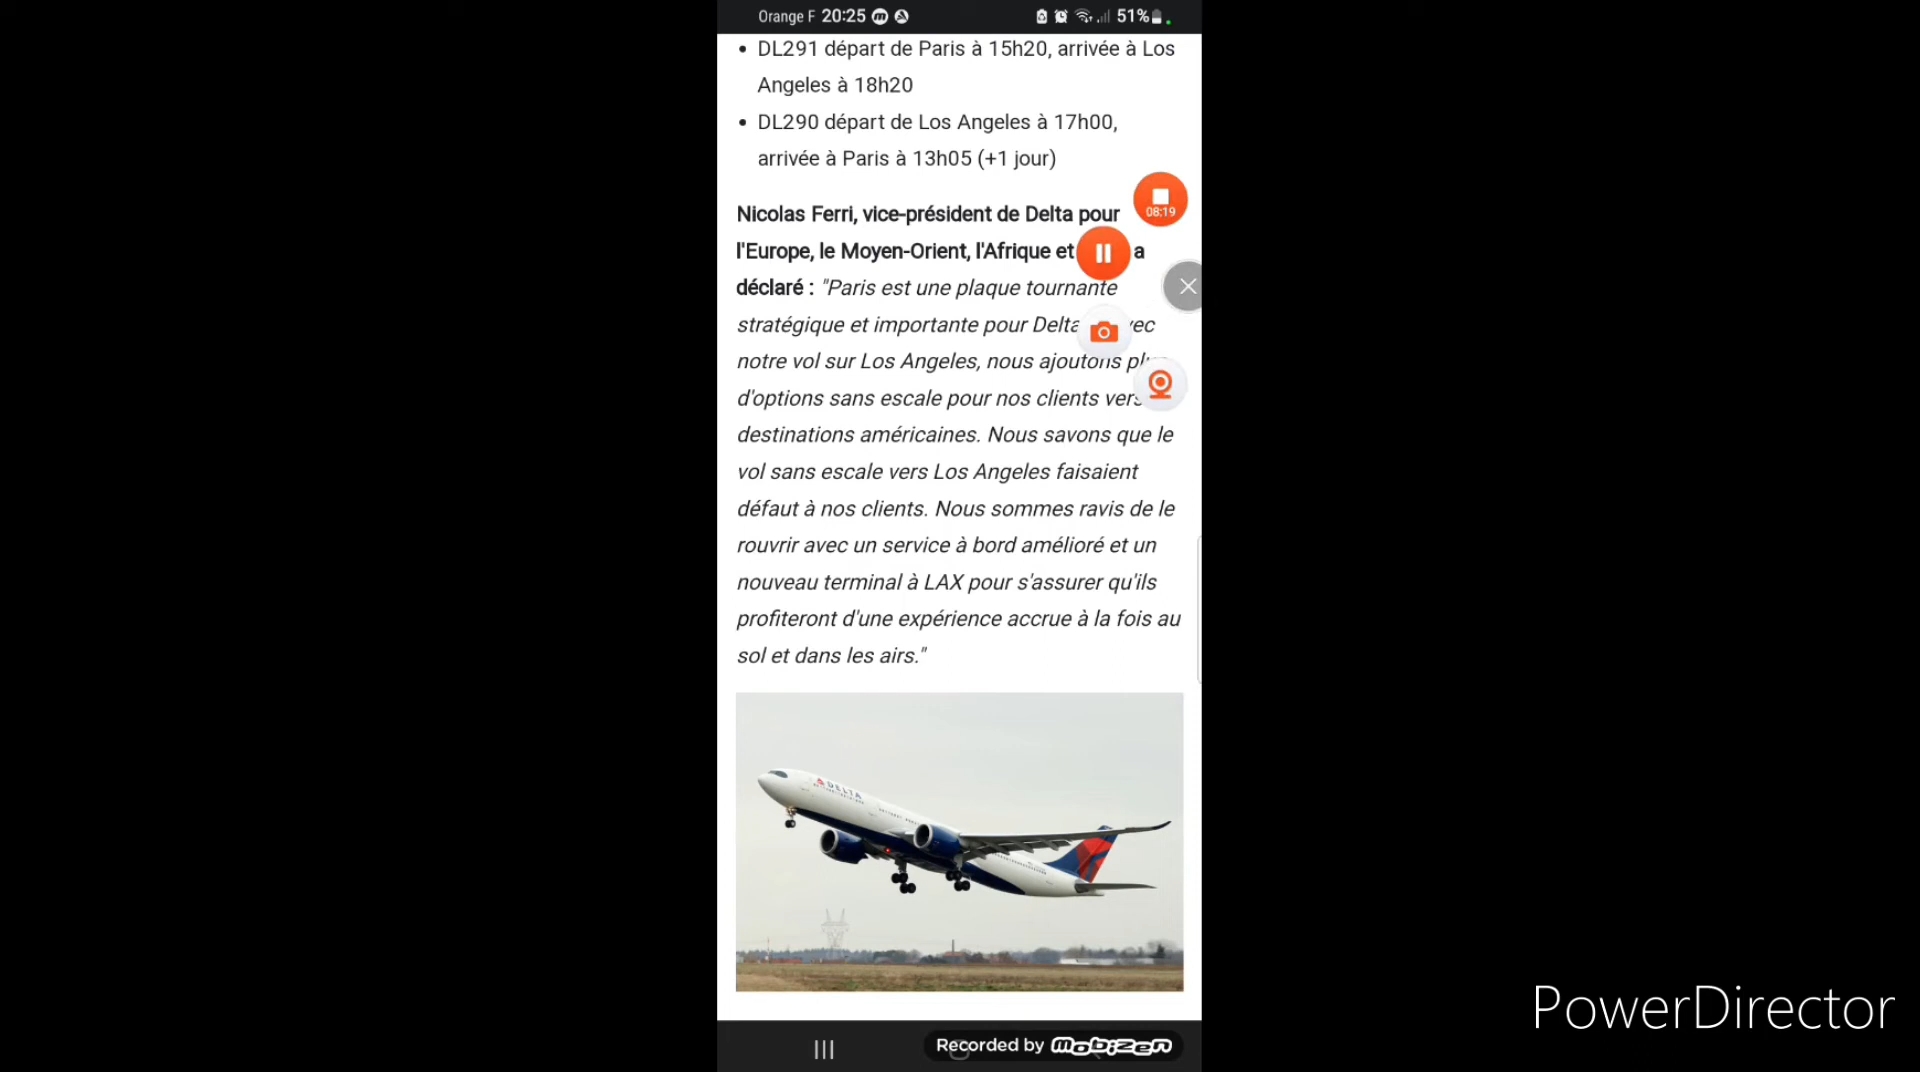 Orange F 20:25
51%
DL291 départ de Paris à 15h20, arrivée à Los
Angeles à 18h20
DL290 départ de Los Angeles à 17h00,
arrivée à Paris à 13h05 (+1 jour)
08:19
Nicolas Ferri, vice-président de Delta pour
l'Europe, le Moyen-Orient, l'Afrique et a
déclaré : "Paris est une plaque tournante
stratégique et importante pour Delta
notre vol sur Los Angeles, nous ajoutons
d'options sans escale pour nos clients vers
destinations américaines. Nous savons que le
vol sans escale vers Los Angeles faisaient
défaut à nos clients. Nous sommes ravis de le
rouvrir avec un service à bord amélioré et un
nouveau terminal à LAX pour s'assurer qu'ils
profiteront d'une expérience accrue à la fois au
sol et dans les airs."
DELTA
PowerDirector
Recorded by Mobizen